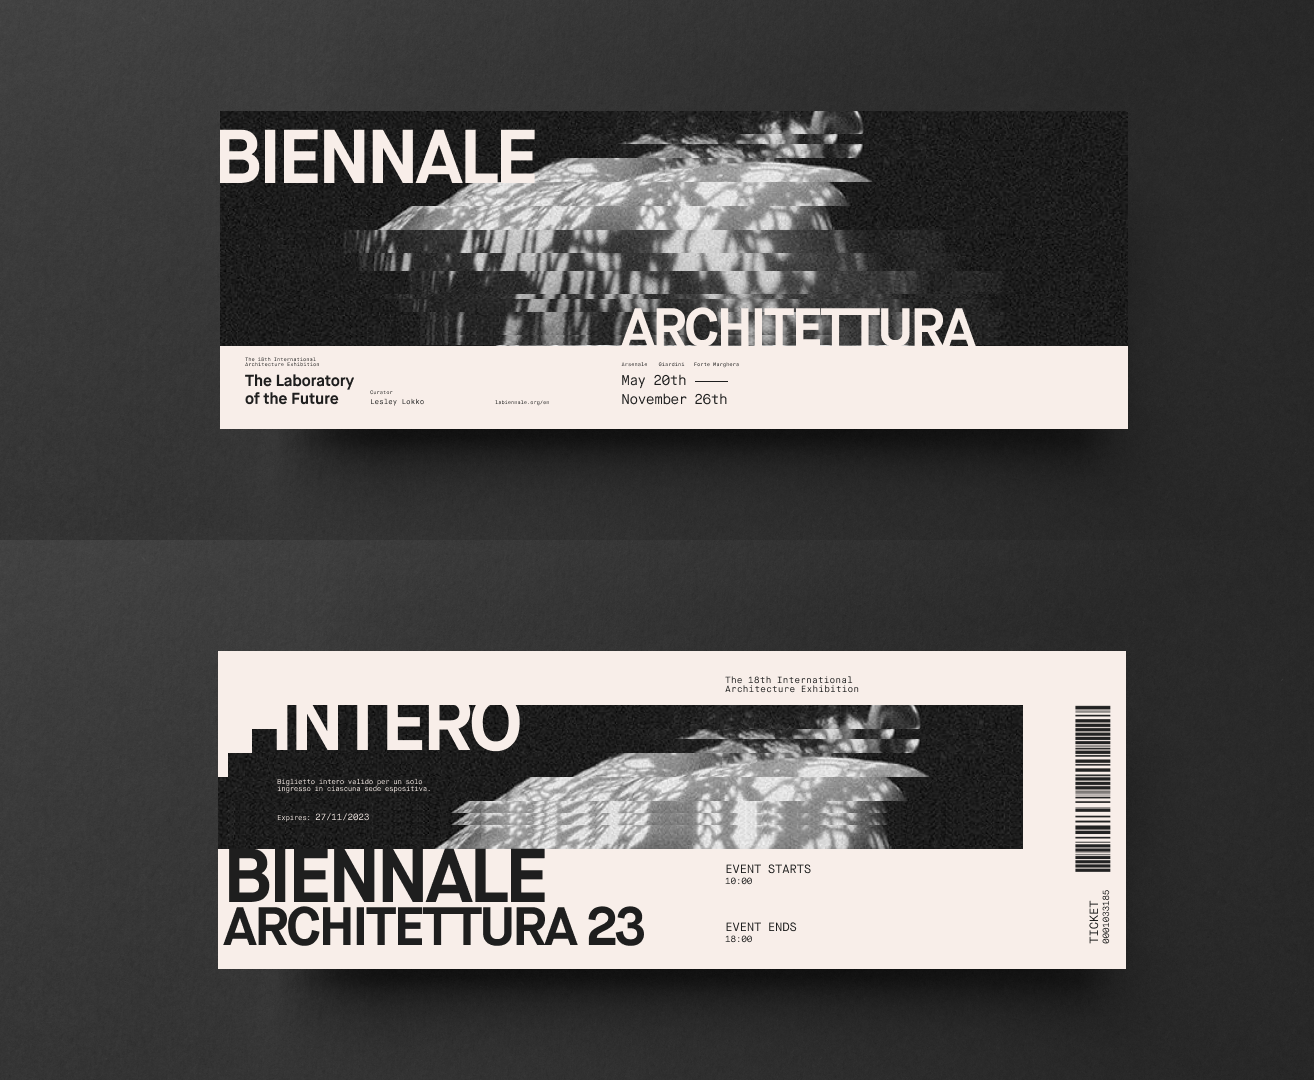 BIENNALE
ARCHITETTURA
The 18th International
Architecture Exhibition
The Laboratory
of the Future
Curator
Lesley Lokko
labiennale.org/en
Arsenale Giardini Forte Marghera
May 20th —
November 26th
The 18th International
Architecture Exhibition
INTERO
Biglietto intero valido per un solo
ingresso in ciascuna sede espositiva.
Expires: 27/11/2023
BIENNALE
ARCHITETTURA 23
EVENT STARTS
10:00
EVENT ENDS
18:00
TICKET
0001033185